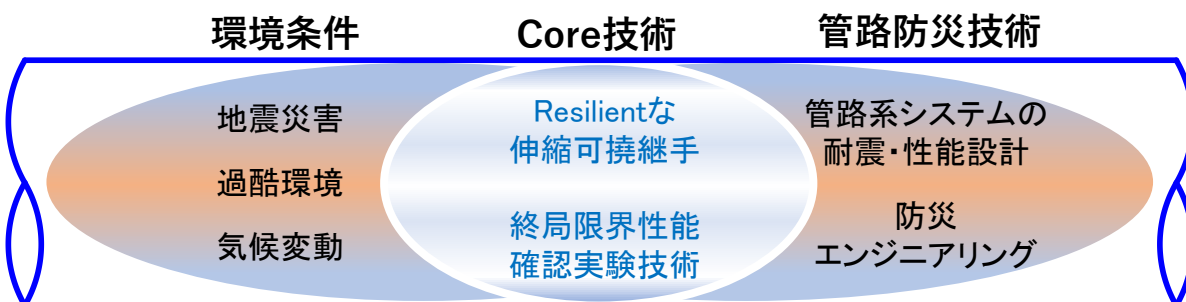 環境条件
Core技術
管路防災技術
地震災害
過酷環境
気候変動
Resilientな
伸縮可撓継手
終局限界性能
確認実験技術
管路系システムの
耐震・性能設計
防災
エンジニアリング